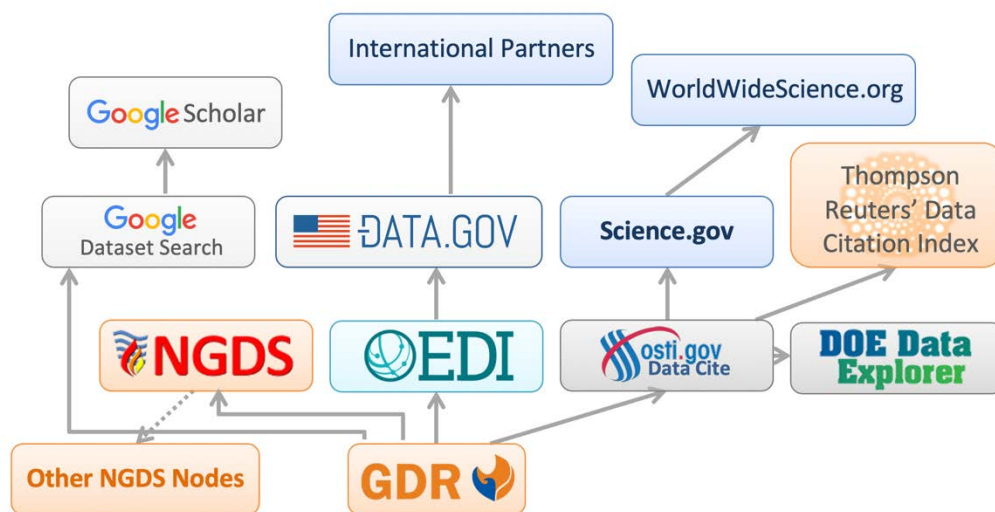 International Partners
WorldWideScience.org
Google Scholar
Thompson
Reuters' Data
Citation Index
Google
Dataset Search
DATA.GOV
Science.gov
NGDS
EDI
osti.gov
Data Cite
DOE Data
Explorer
Other NGDS Nodes
GDR